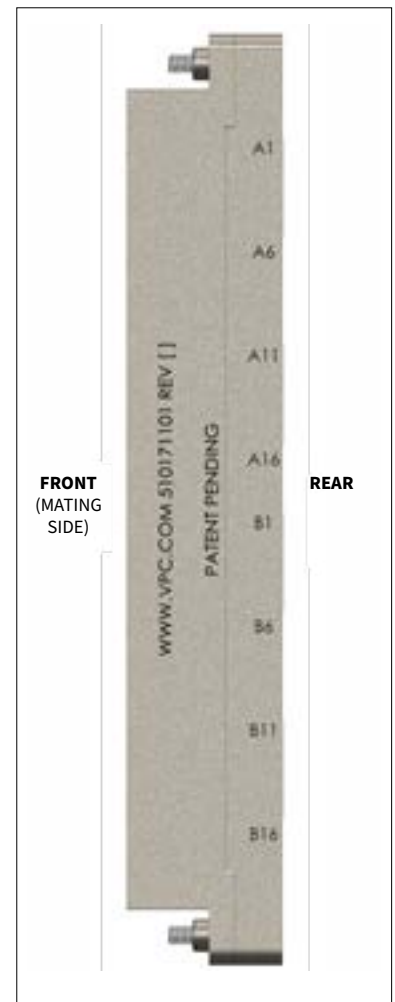 A1
A6
A11
WWW.VPC.COM 510171101 REV [ ]
PATENT PENDING
A16
FRONT
(MATING
SIDE)
REAR
B1
B6
B11
B16